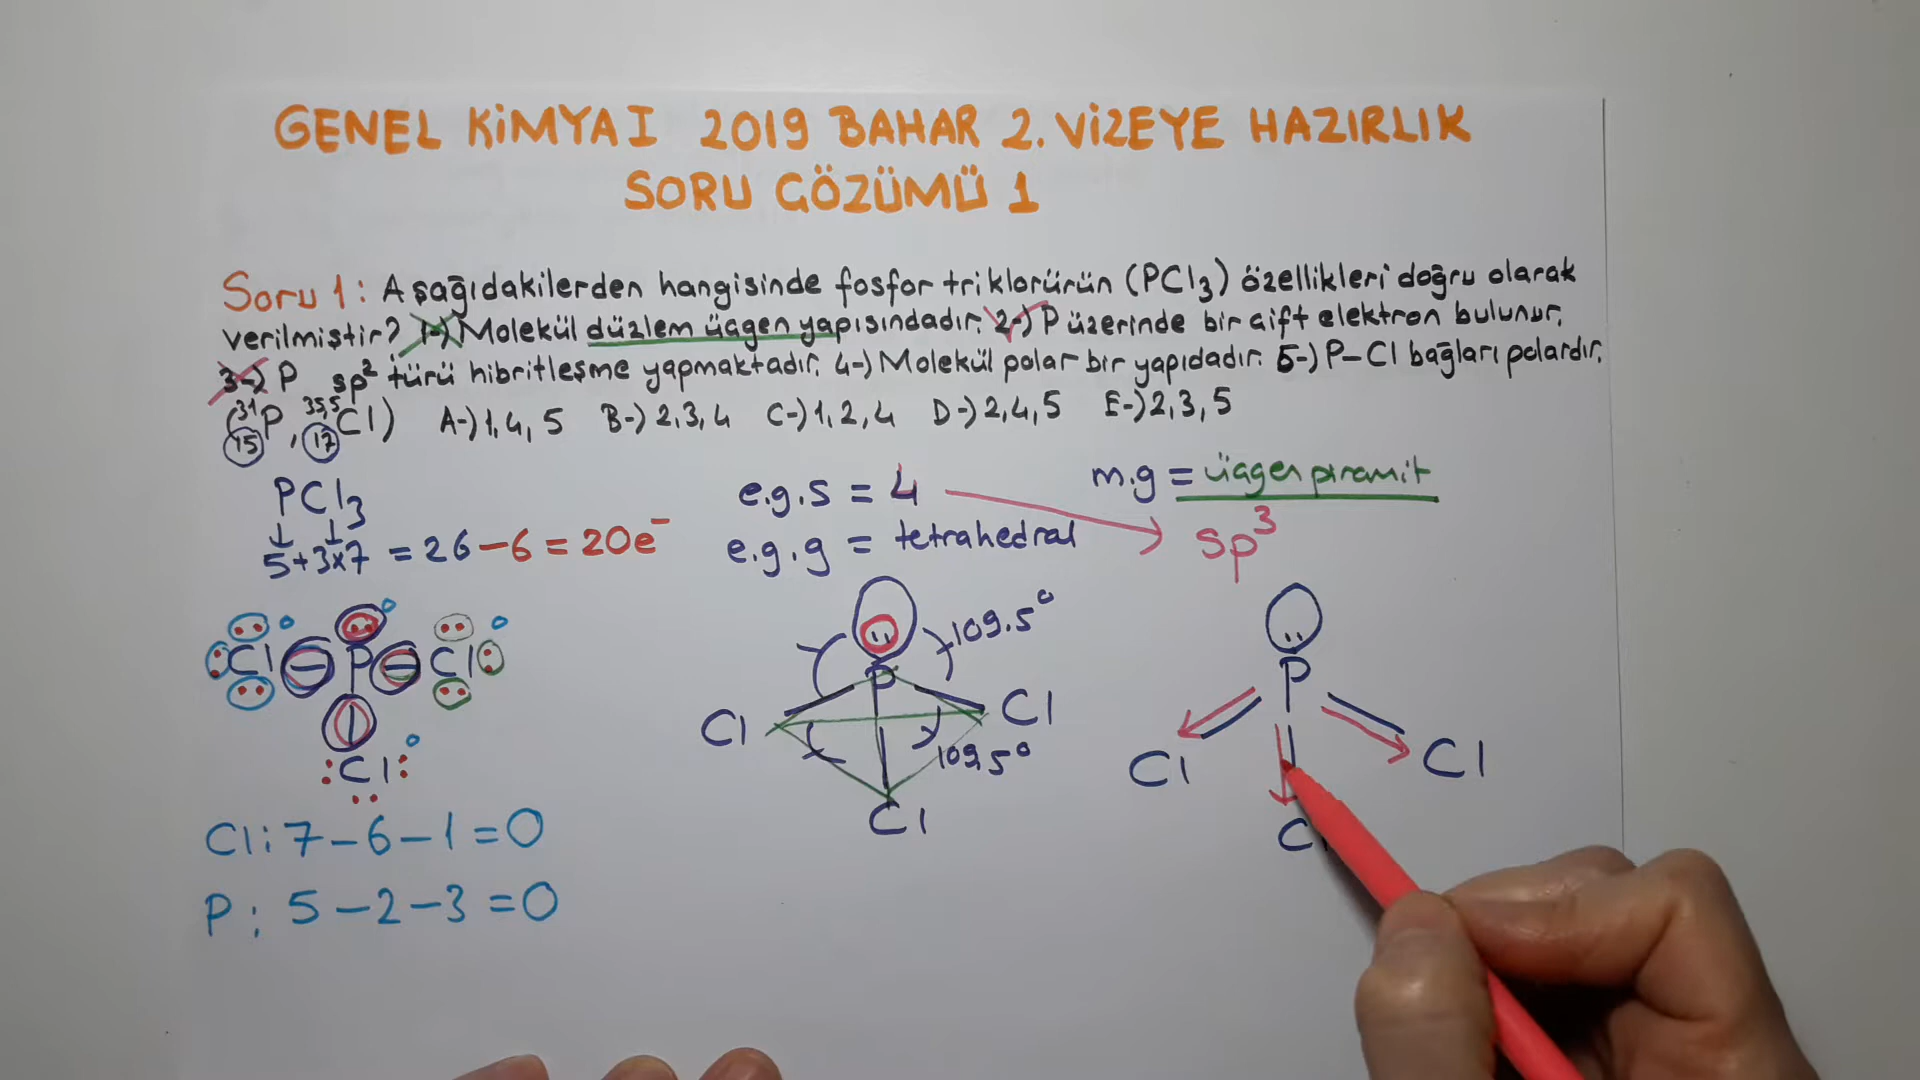 GENEL KİMYA I 2019 BAHAR 2. VİZEYE HAZIRLIK
SORU ÇÖZÜMÜ 1
Soru 1: Aşağıdakilerden hangisinde fosfor triklorürün (PCl3) özellikleri doğru olarak
verilmiştir? 1-) Molekül düzlem üçgen yapısındadır. 2-) P üzerinde bir çift elektron bulunur.
3-) P sp2 türü hibritleşme yapmaktadır. 4-) Molekül polar bir yapıdadır. 5-) P-Cl bağları polardır.
(31 15 P, 35,5 17 Cl) A-) 1, 4, 5 B-) 2, 3, 4 C-) 1, 2, 4 D-) 2, 4, 5 E-) 2, 3, 5
PCl3
5+3x7 = 26 - 6 = 20e-
e.g.s = 4
e.g.g = tetrahedral
m.g = üçgen piramit
sp3
Cl P Cl
Cl
109.5°
P
Cl Cl
109,5°
Cl
P
Cl Cl
Cl
Cl: 7 - 6 - 1 = 0
P: 5 - 2 - 3 = 0